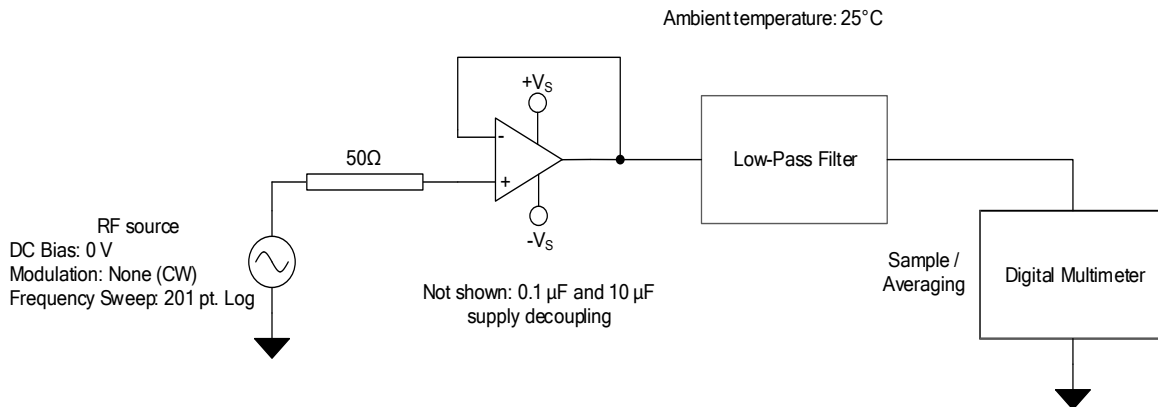 Ambient temperature: 25°C
+VS
-
50Ω
+
Low-Pass Filter
-VS
RF source
DC Bias: 0 V
Modulation: None (CW)
Frequency Sweep: 201 pt. Log
Not shown: 0.1 µF and 10 µF
supply decoupling
Sample /
Averaging
Digital Multimeter